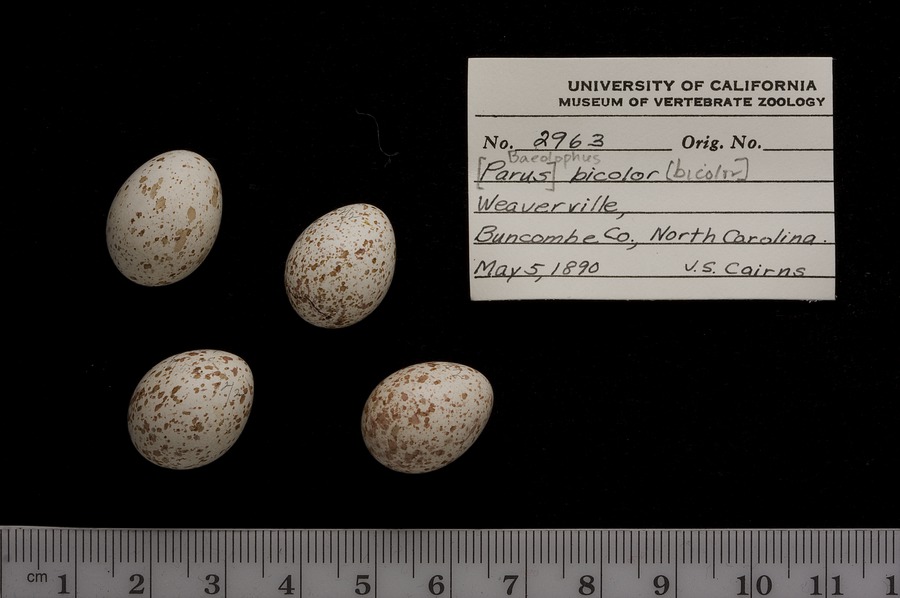 UNIVERSITY OF CALIFORNIA
MUSEUM OF VERTEBRATE ZOOLOGY
No. 2963 Orig. No.
Baeolophus
[Parus] bicolor [bicolor]
Weaverville,
Buncombe Co., North Carolina.
May 5, 1890 J.S. Cairns
cm 1 2 3 4 5 6 7 8 9 10 11 1